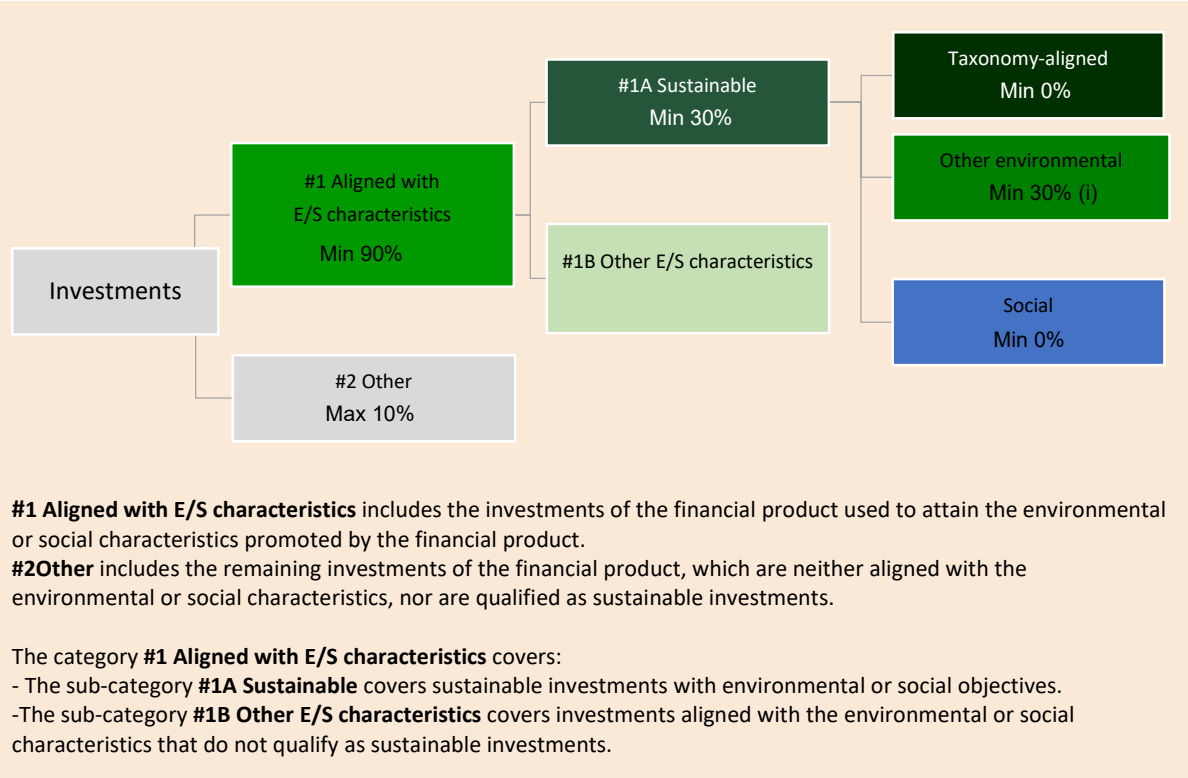 Investments
#1 Aligned with
E/S characteristics
Min 90%
#2 Other
Max 10%
#1A Sustainable
Min 30%
#1B Other E/S characteristics
Taxonomy-aligned
Min 0%
Other environmental
Min 30% (i)
Social
Min 0%
#1 Aligned with E/S characteristics includes the investments of the financial product used to attain the environmental
or social characteristics promoted by the financial product.
#2Other includes the remaining investments of the financial product, which are neither aligned with the
environmental or social characteristics, nor are qualified as sustainable investments.
The category #1 Aligned with E/S characteristics covers:
- The sub-category #1A Sustainable covers sustainable investments with environmental or social objectives.
-The sub-category #1B Other E/S characteristics covers investments aligned with the environmental or social
characteristics that do not qualify as sustainable investments.